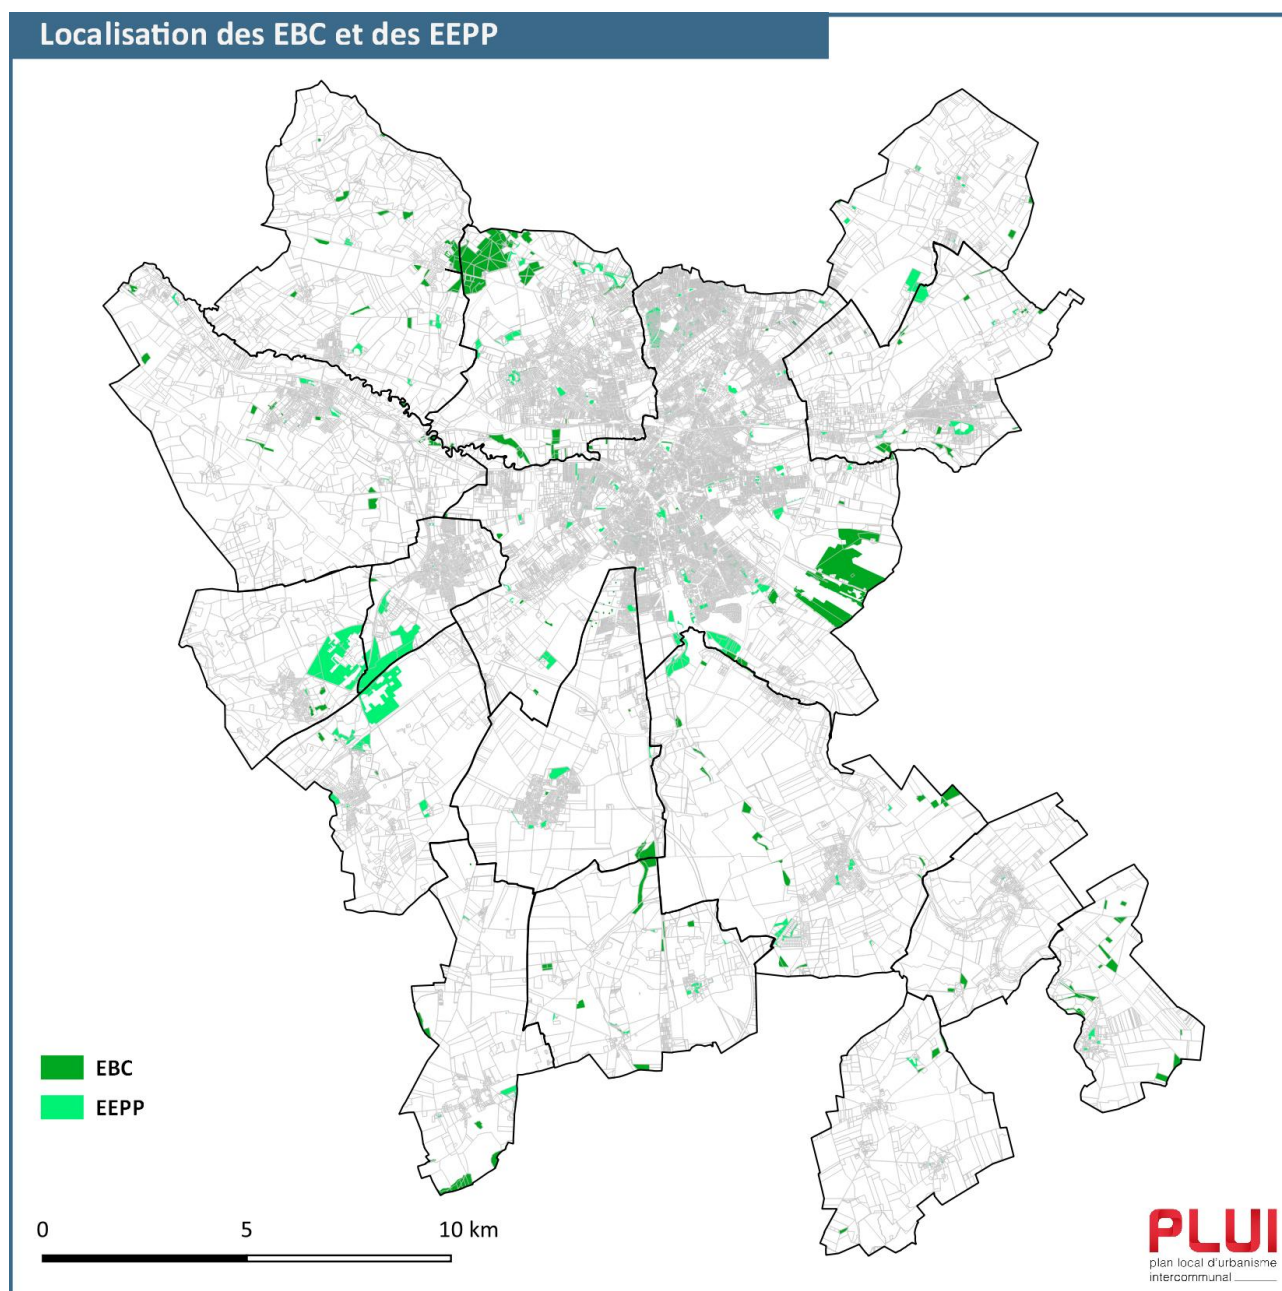 Localisation des EBC et des EEPP
EBC
EEPP
0 5 10 km
PLUI
plan local d'urbanisme
intercommunal